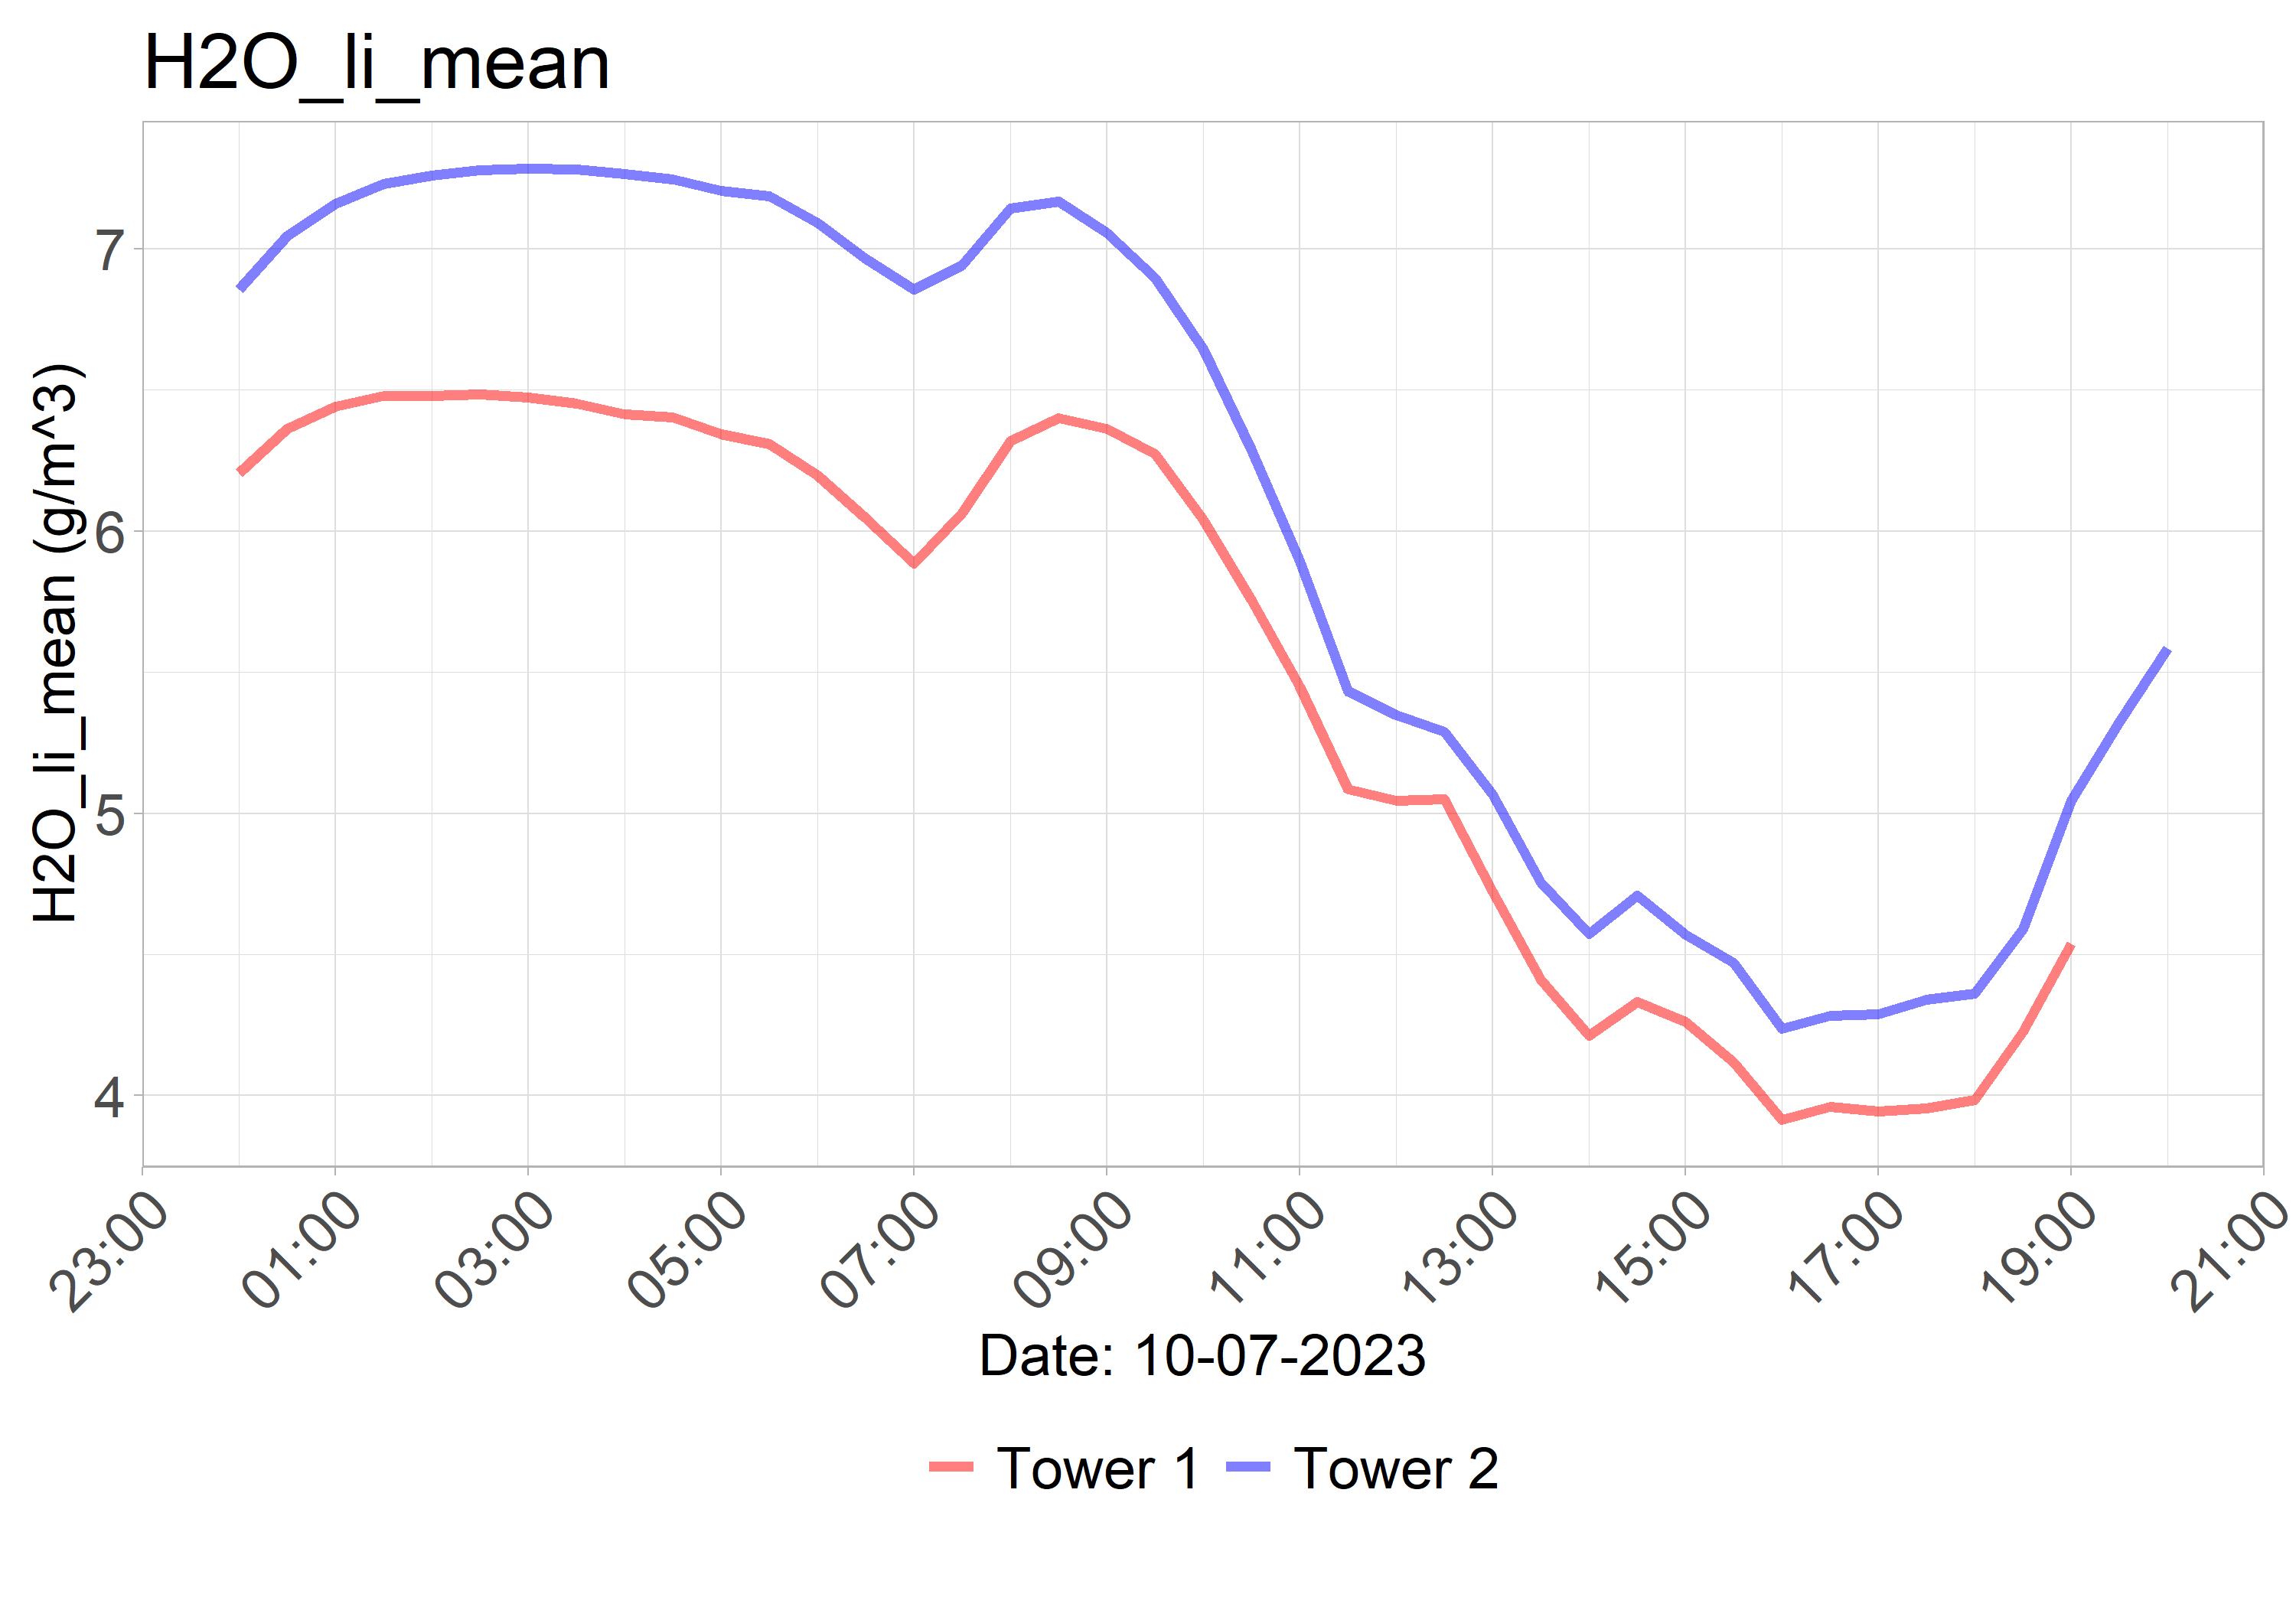 H2O_li_mean
H2O_li_mean (g/m^3)
7
6
5
4
23:00 01:00 03:00 05:00 07:00 09:00 11:00 13:00 15:00 17:00 19:00 21:00
Date: 10-07-2023
Tower 1 Tower 2